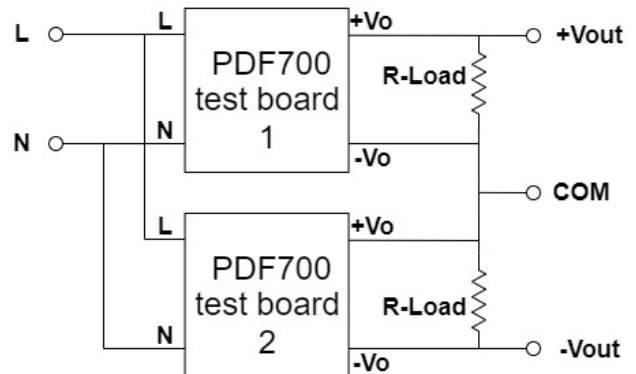 L
L
+Vo
+Vout
PDF700
test board
1
R-Load
N
N
-Vo
COM
L
+Vo
PDF700
test board
2
R-Load
N
-Vo
-Vout